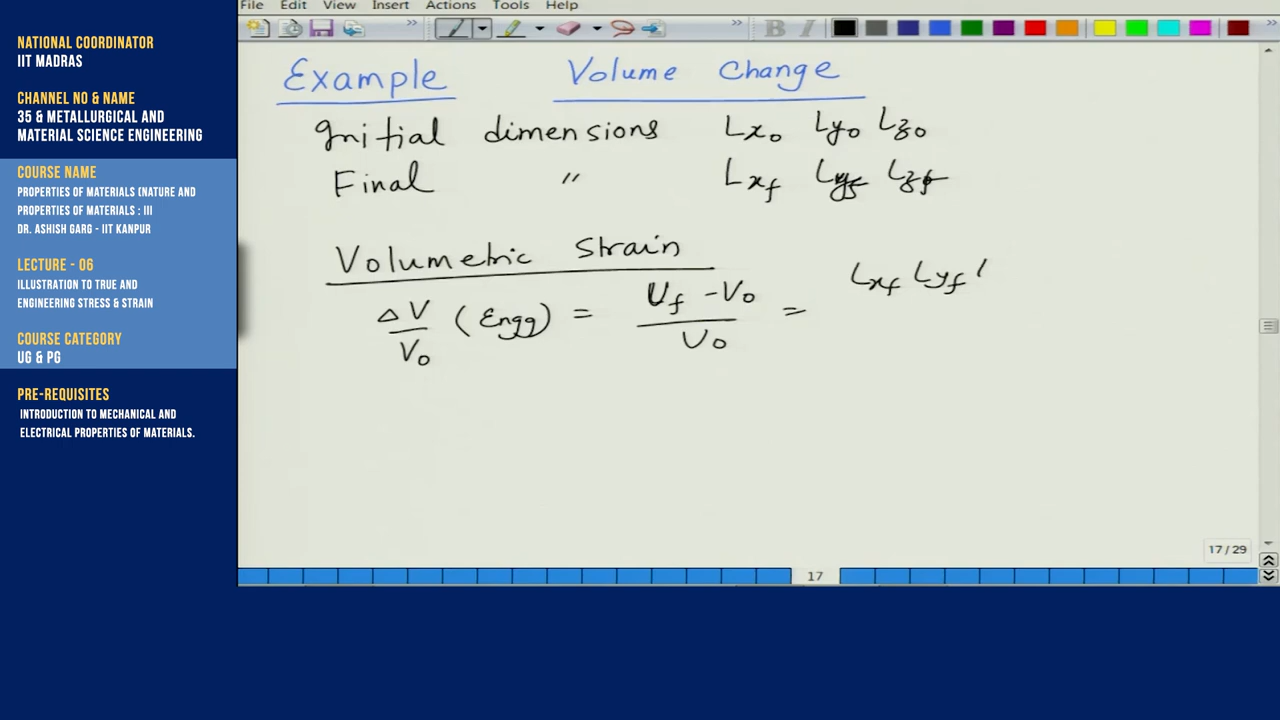 File Edit View Insert Actions Tools Help
NATIONAL COORDINATOR
IIT MADRAS
CHANNEL NO & NAME
35 & METALLURGICAL AND
MATERIAL SCIENCE ENGINEERING
COURSE NAME
PROPERTIES OF MATERIALS (NATURE AND
PROPERTIES OF MATERIALS : III
DR. ASHISH GARG - IIT KANPUR
LECTURE - 06
ILLUSTRATION TO TRUE AND
ENGINEERING STRESS & STRAIN
COURSE CATEGORY
UG & PG
PRE-REQUISITES
INTRODUCTION TO MECHANICAL AND
ELECTRICAL PROPERTIES OF MATERIALS.
Example Volume Change
Initial dimensions Lx₀ Ly₀ Lz₀
Final " Lxf Lyf Lzf
Volumetric Strain
ΔV/V₀ (Engg) = (Vf - V₀)/V₀ = Lxf Lyf
17 / 29
17